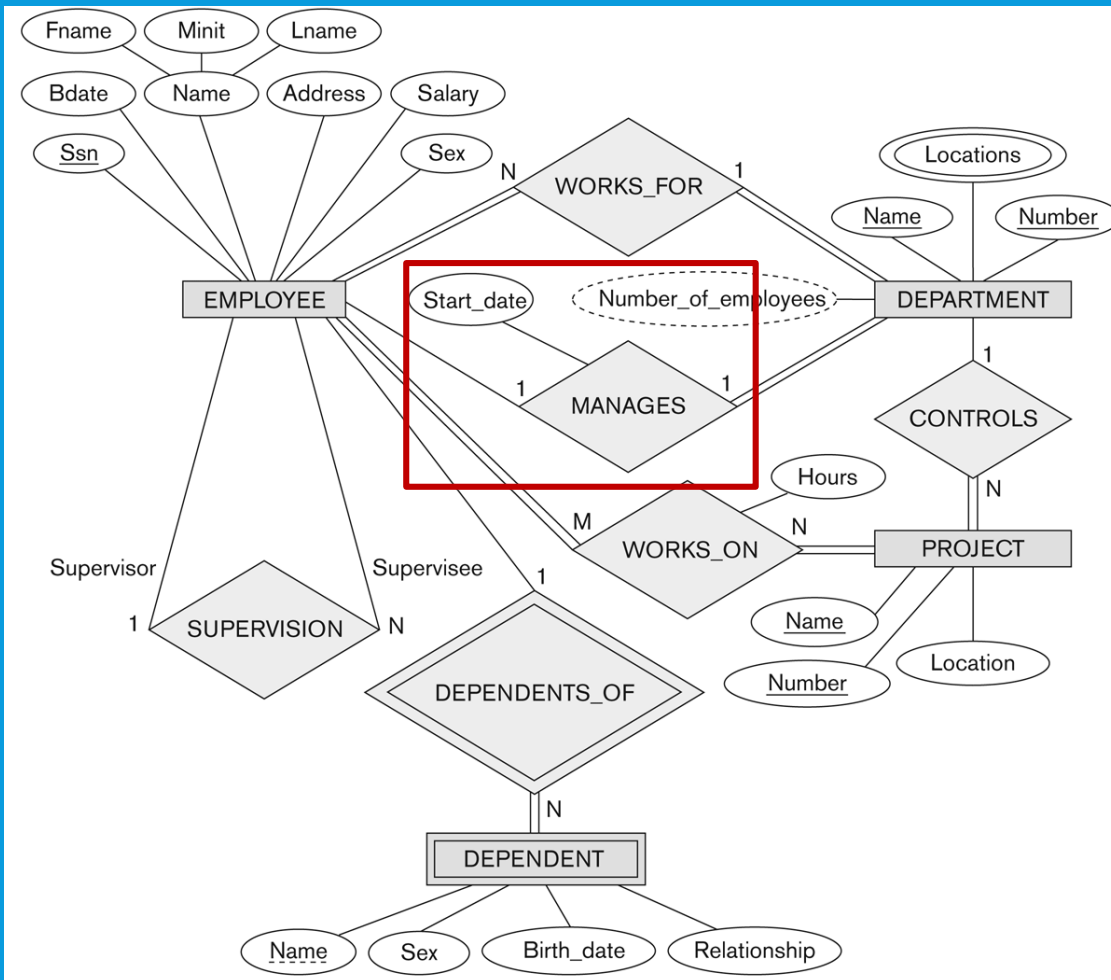 Fname Minit Lname
Bdate Name Address Salary
Ssn Sex
N WORKS_FOR 1
Locations
Name Number
EMPLOYEE
Start_date
Number_of_employees
DEPARTMENT
1 MANAGES 1
1
CONTROLS
N
Hours
M WORKS_ON N
PROJECT
Supervisor Supervisee
1 SUPERVISION N
1
Name
Number
Location
DEPENDENTS_OF
N
DEPENDENT
Name Sex Birth_date Relationship